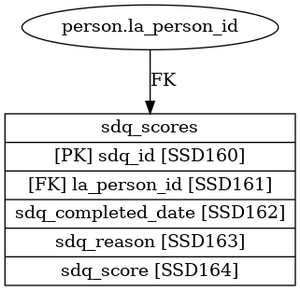 person.la_person_id
FK
sdq_scores
[PK] sdq_id [SSD160]
[FK] la_person_id [SSD161]
sdq_completed_date [SSD162]
sdq_reason [SSD163]
sdq_score [SSD164]